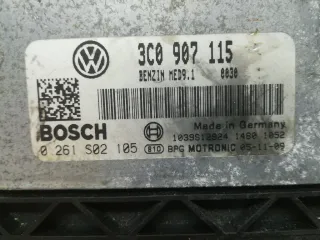 3C0 907 115
BENZIN MED9.1 0030
BOSCH
Made in Germany
0 261 S02 105
BPG MOTRONIC 05-11-09